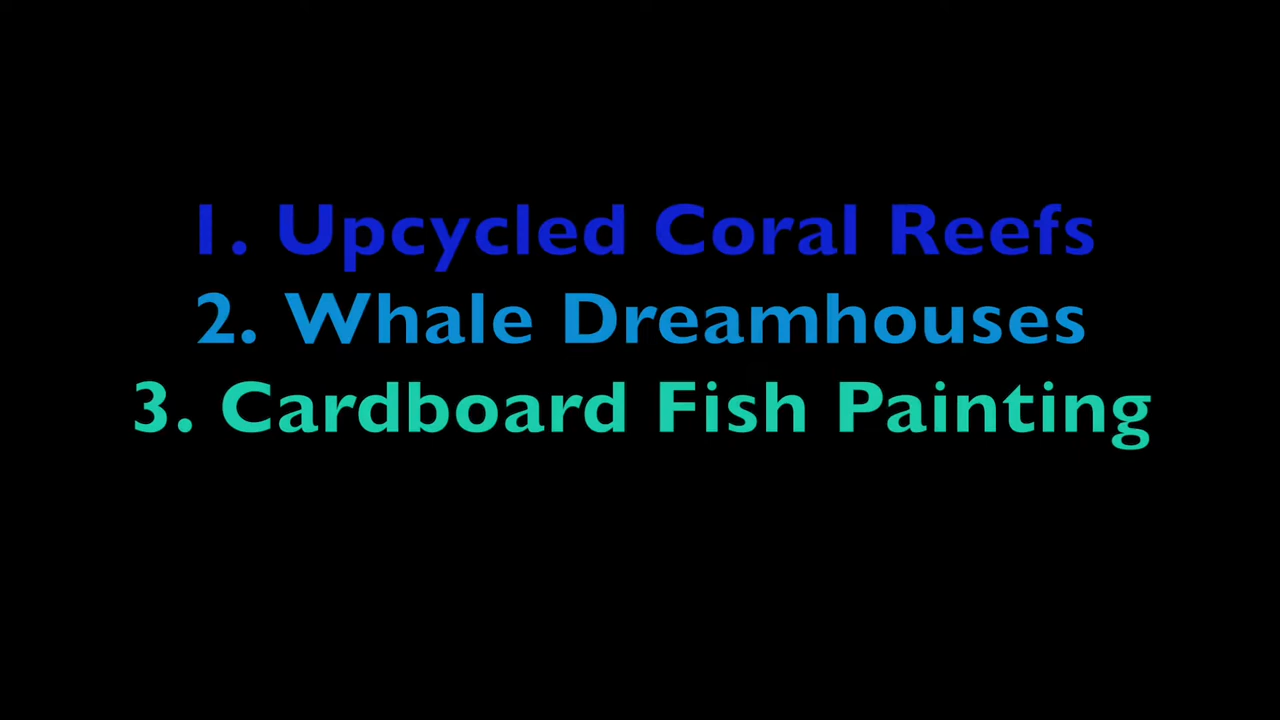 1. Upcycled Coral Reefs
2. Whale Dreamhouses
3. Cardboard Fish Painting